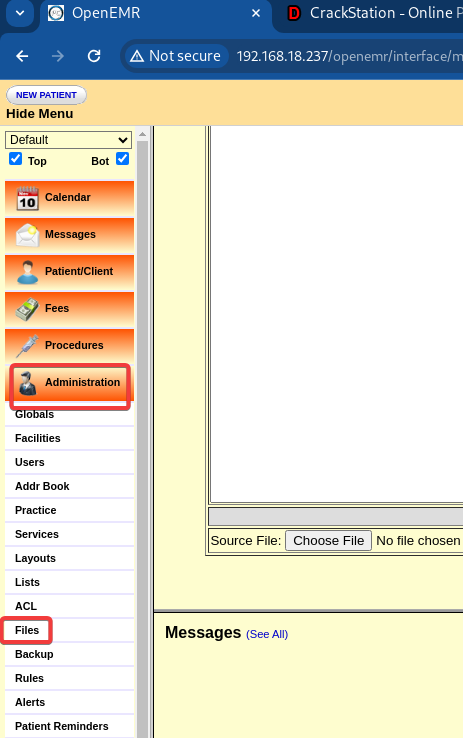 OpenEMR
CrackStation - Online P
Not secure 192.168.18.237/openemr/interface/m
NEW PATIENT
Hide Menu
Default
Top Bot
Calendar
Messages
Patient/Client
Fees
Procedures
Administration
Globals
Facilities
Users
Addr Book
Practice
Services
Layouts
Lists
ACL
Files
Backup
Rules
Alerts
Patient Reminders
Source File: Choose File No file chosen
Messages (See All)